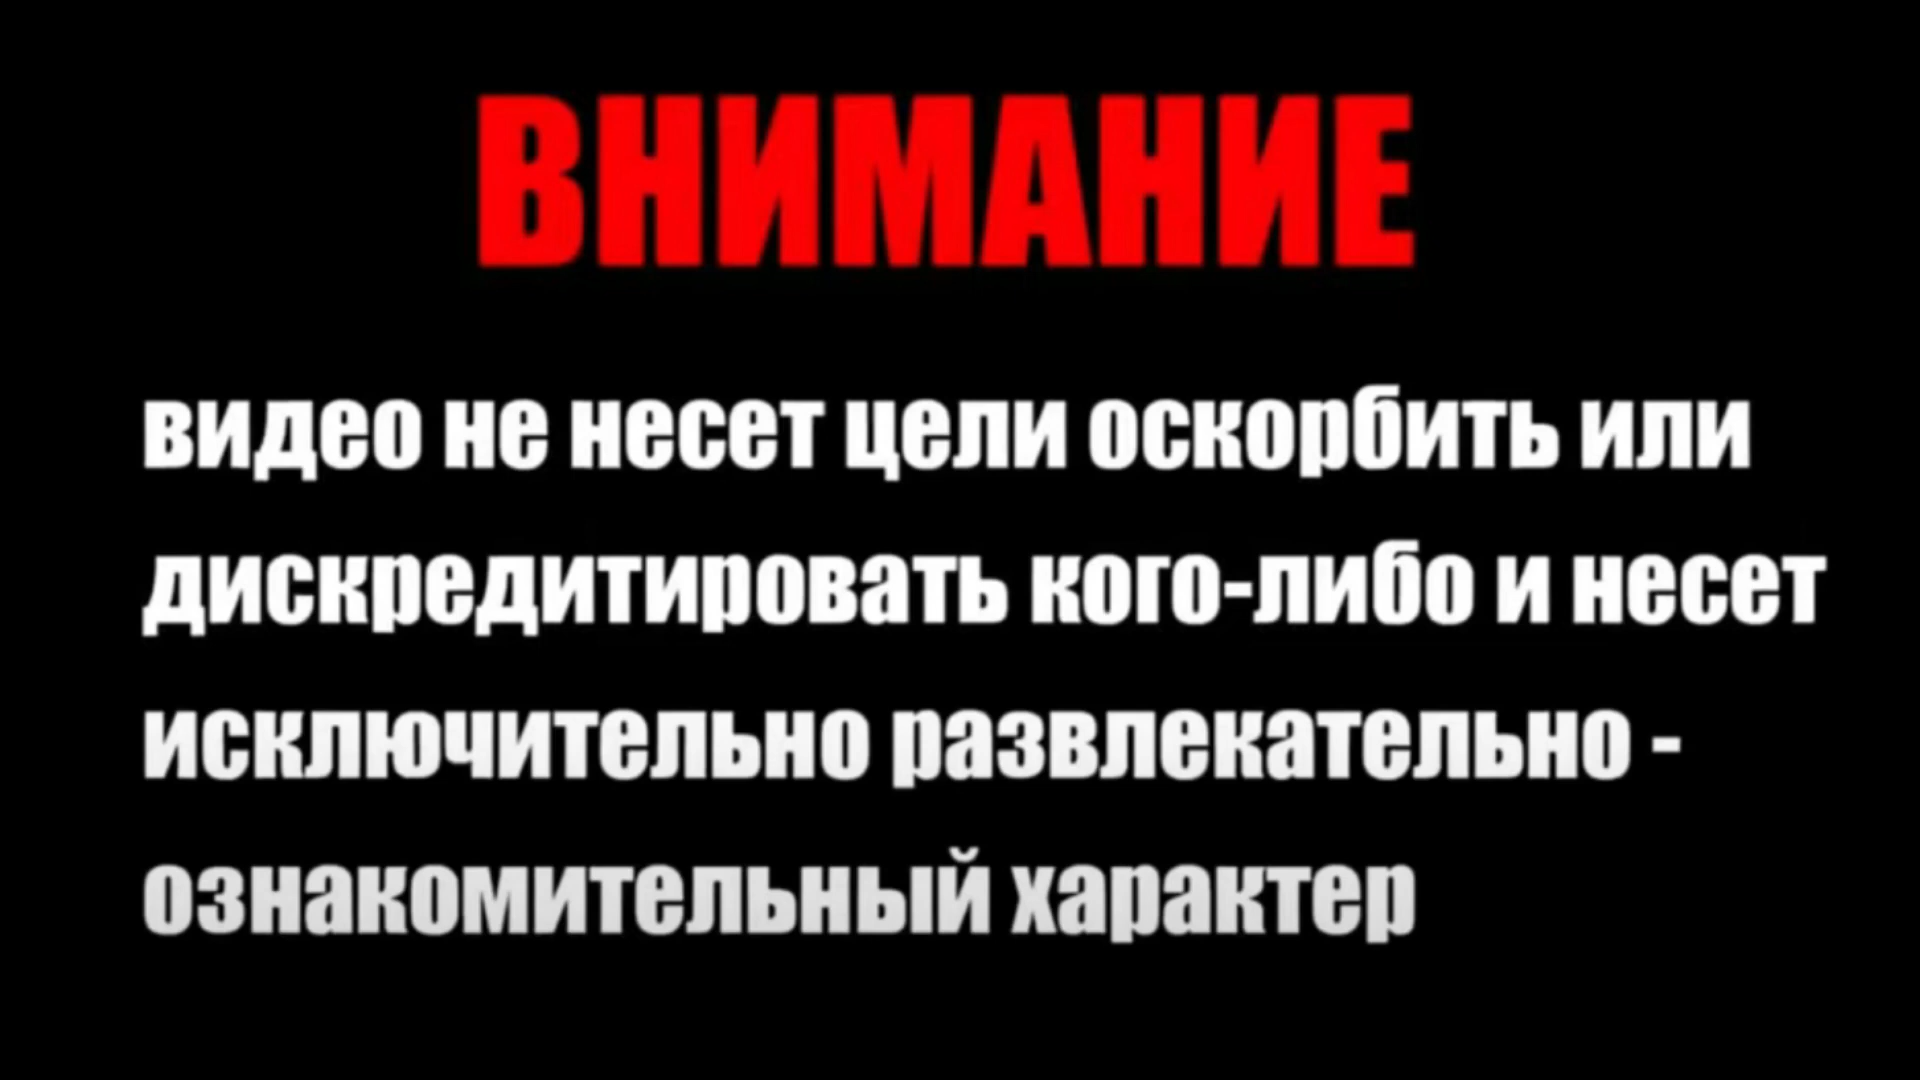 ВНИМАНИЕ
видео не несет цели оскорбить или
дискредитировать кого-либо и несет
исключительно развлекательно -
ознакомительный характер